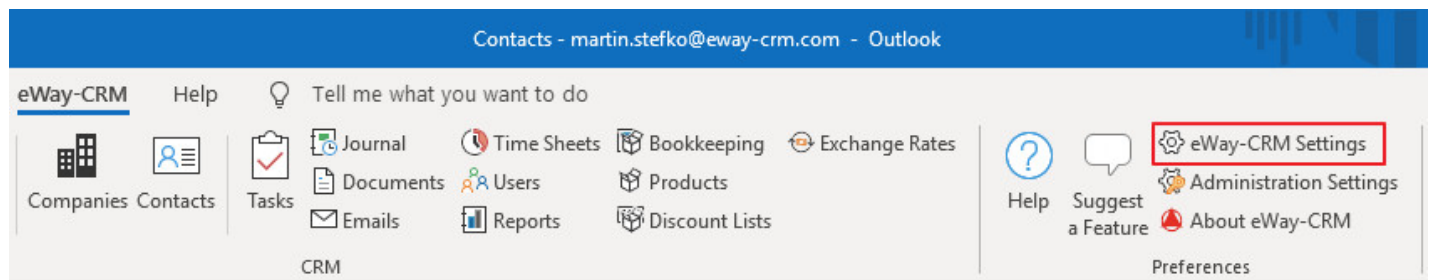 Contacts - martin.stefko@eway-crm.com - Outlook
eWay-CRM Help Tell me what you want to do
Journal Time Sheets Bookkeeping Exchange Rates eWay-CRM Settings
Documents Users Products Administration Settings
Companies Contacts Tasks Help Suggest
a Feature
Emails Reports Discount Lists About eWay-CRM
CRM Preferences